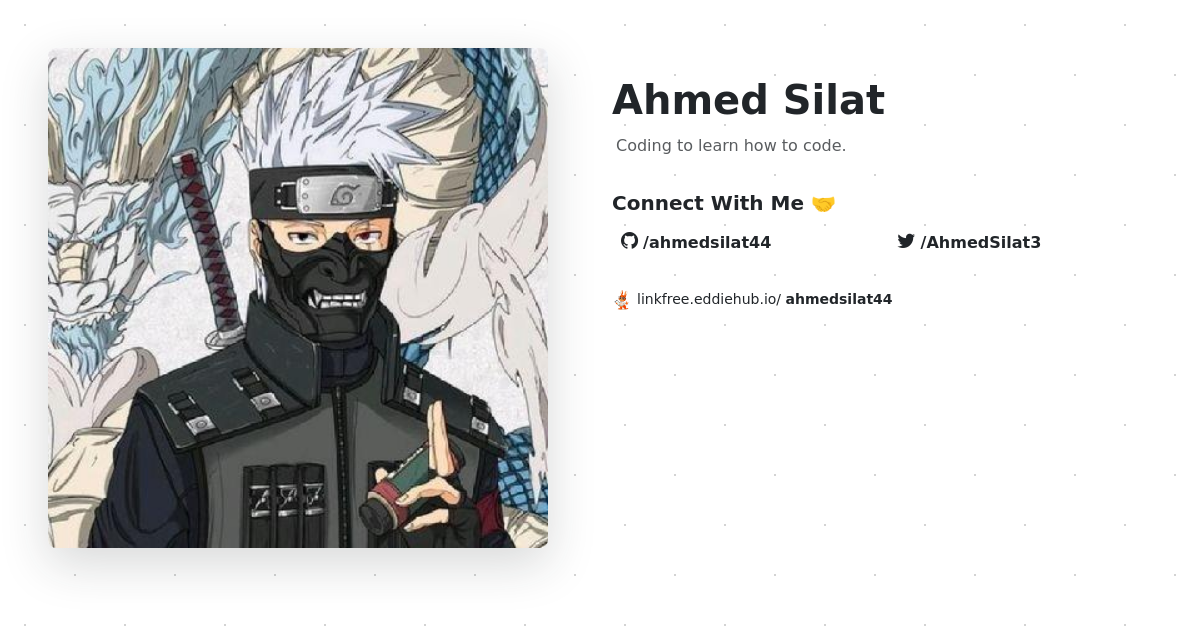 Ahmed Silat
Coding to learn how to code.
Connect With Me 🤝
/ahmedsilat44
/AhmedSilat3
linkfree.eddiehub.io/ ahmedsilat44